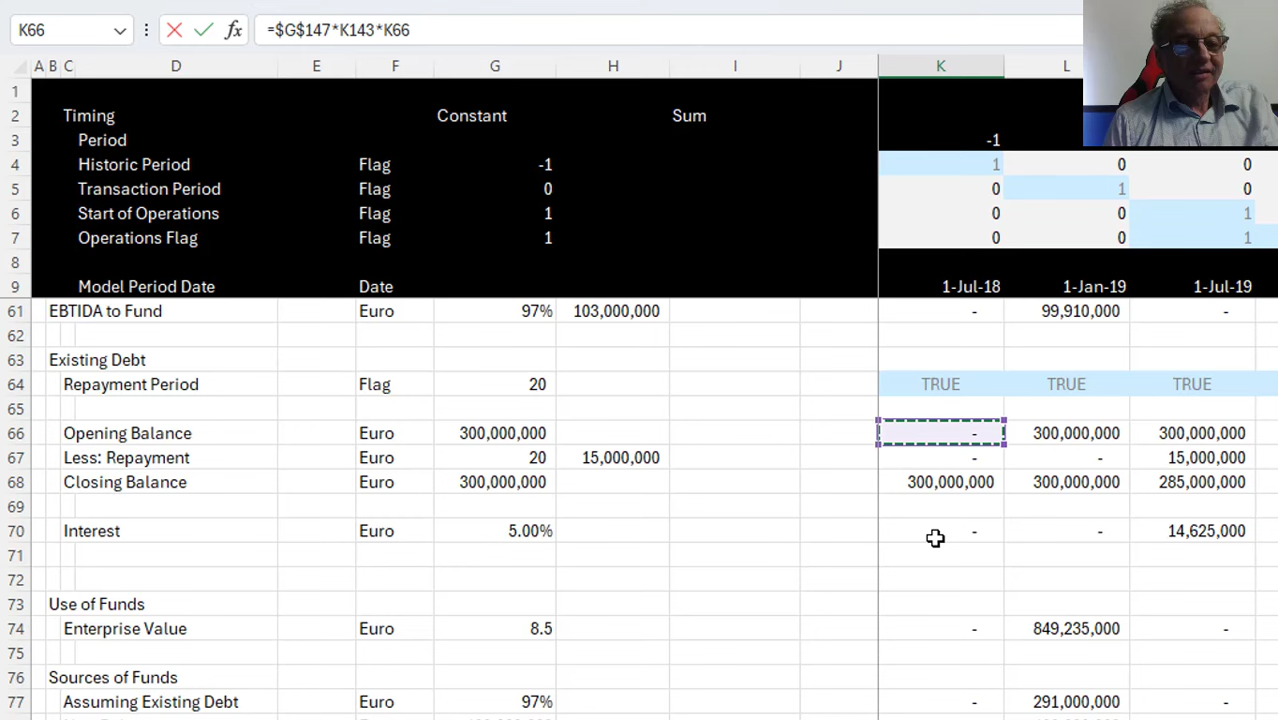 K66 fx =$G$147*K143*K66
A B C D E F G H I J K L
1
2 Timing Constant Sum
3 Period -1
4 Historic Period Flag -1 1 0 0
5 Transaction Period Flag 0 0 1 0
6 Start of Operations Flag 1 0 0 1
7 Operations Flag Flag 1 0 0 1
8
9 Model Period Date Date 1-Jul-18 1-Jan-19 1-Jul-19
61 EBTIDA to Fund Euro 97% 103,000,000 - 99,910,000 -
62
63 Existing Debt
64 Repayment Period Flag 20 TRUE TRUE TRUE
65
66 Opening Balance Euro 300,000,000 - 300,000,000 300,000,000
67 Less: Repayment Euro 20 15,000,000 - - 15,000,000
68 Closing Balance Euro 300,000,000 300,000,000 300,000,000 285,000,000
69
70 Interest Euro 5.00% - - 14,625,000
71
72
73 Use of Funds
74 Enterprise Value Euro 8.5 - 849,235,000 -
75
76 Sources of Funds
77 Assuming Existing Debt Euro 97% - 291,000,000 -